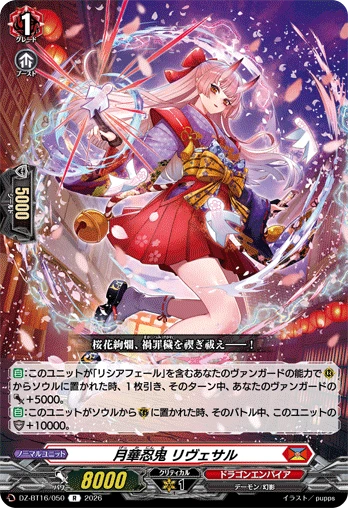 1
グレード
ブースト
5000
シールド
桜花絢爛、禍罪穢を禊ぎ祓え――！
自:このユニットが「リシアフェール」を含むあなたのヴァンガードの能力で
からソウルに置かれた時、1枚引き、そのターン中、あなたのヴァンガードの
+5000。
自:このユニットがソウルから に置かれた時、そのバトル中、このユニットの
+10000。
ノーマルユニット
月華忍鬼 リヴェサル
パワー
8000
クリティカル
1
ドラゴンエンパイア
デーモン/幻影
DZ-BT16/050 R 2026
イラスト／pupps